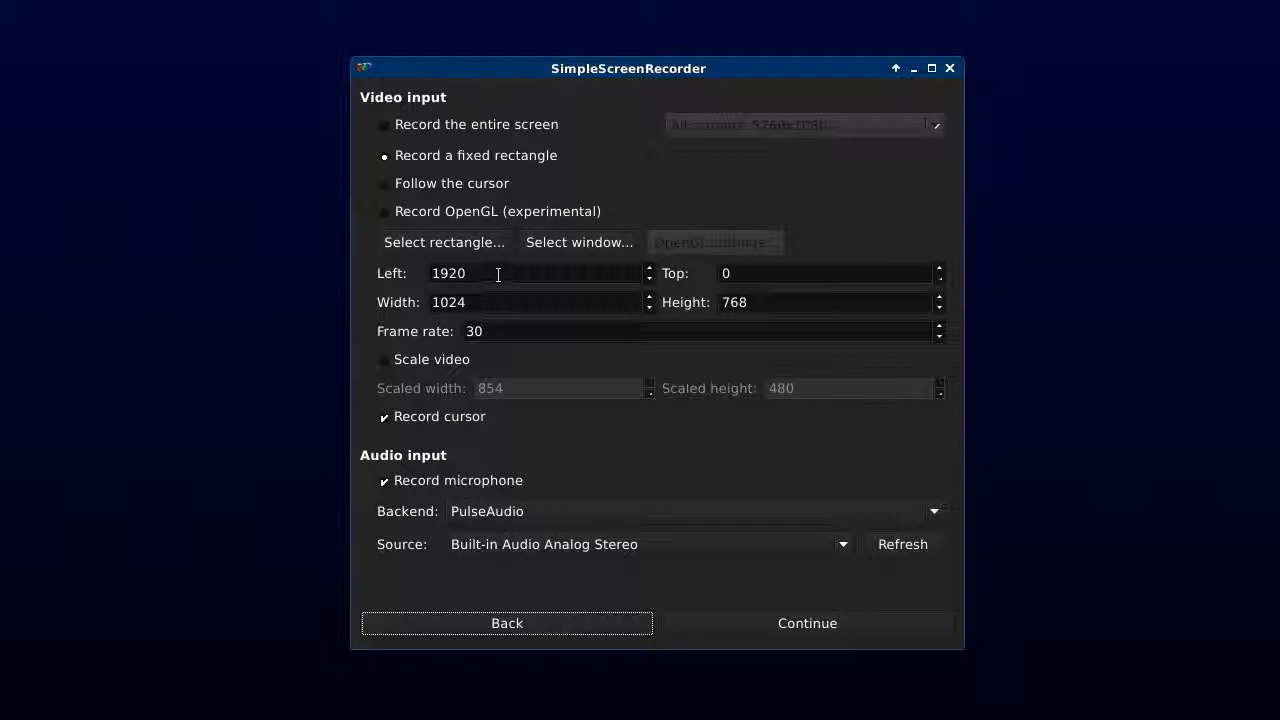 SimpleScreenRecorder
Video input
Record the entire screen
Record a fixed rectangle
Follow the cursor
Record OpenGL (experimental)
Select rectangle... Select window...
Left: 1920 Top: 0
Width: 1024 Height: 768
Frame rate: 30
Scale video
Scaled width: 854 Scaled height: 480
Record cursor
Audio input
Record microphone
Backend: PulseAudio
Source: Built-in Audio Analog Stereo Refresh
Back Continue